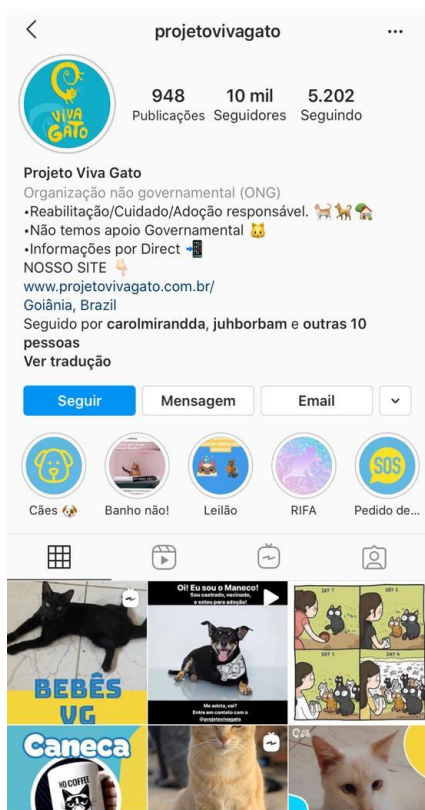 projetovivagato
VIVA
GATO
948 10 mil 5.202
Publicações Seguidores Seguindo
Projeto Viva Gato
Organização não governamental (ONG)
•Reabilitação/Cuidado/Adoção responsável.
•Não temos apoio Governamental
•Informações por Direct
NOSSO SITE
www.projetovivagato.com.br/
Goiânia, Brazil
Seguido por carolmirandda, juhborbam e outras 10
pessoas
Ver tradução
Seguir Mensagem Email
SOS
Cães Banho não! Leilão RIFA Pedido de...
BEBÊS
VG
Oi! Eu sou o Maneco!
Sou castrado, vacinado,
e estou para adoção!
Me adota, vai?
Entre em contato com o
@projetovivagato
DAY 1 DAY 2
DAY 3 DAY 4
Caneca
NO COFFEE